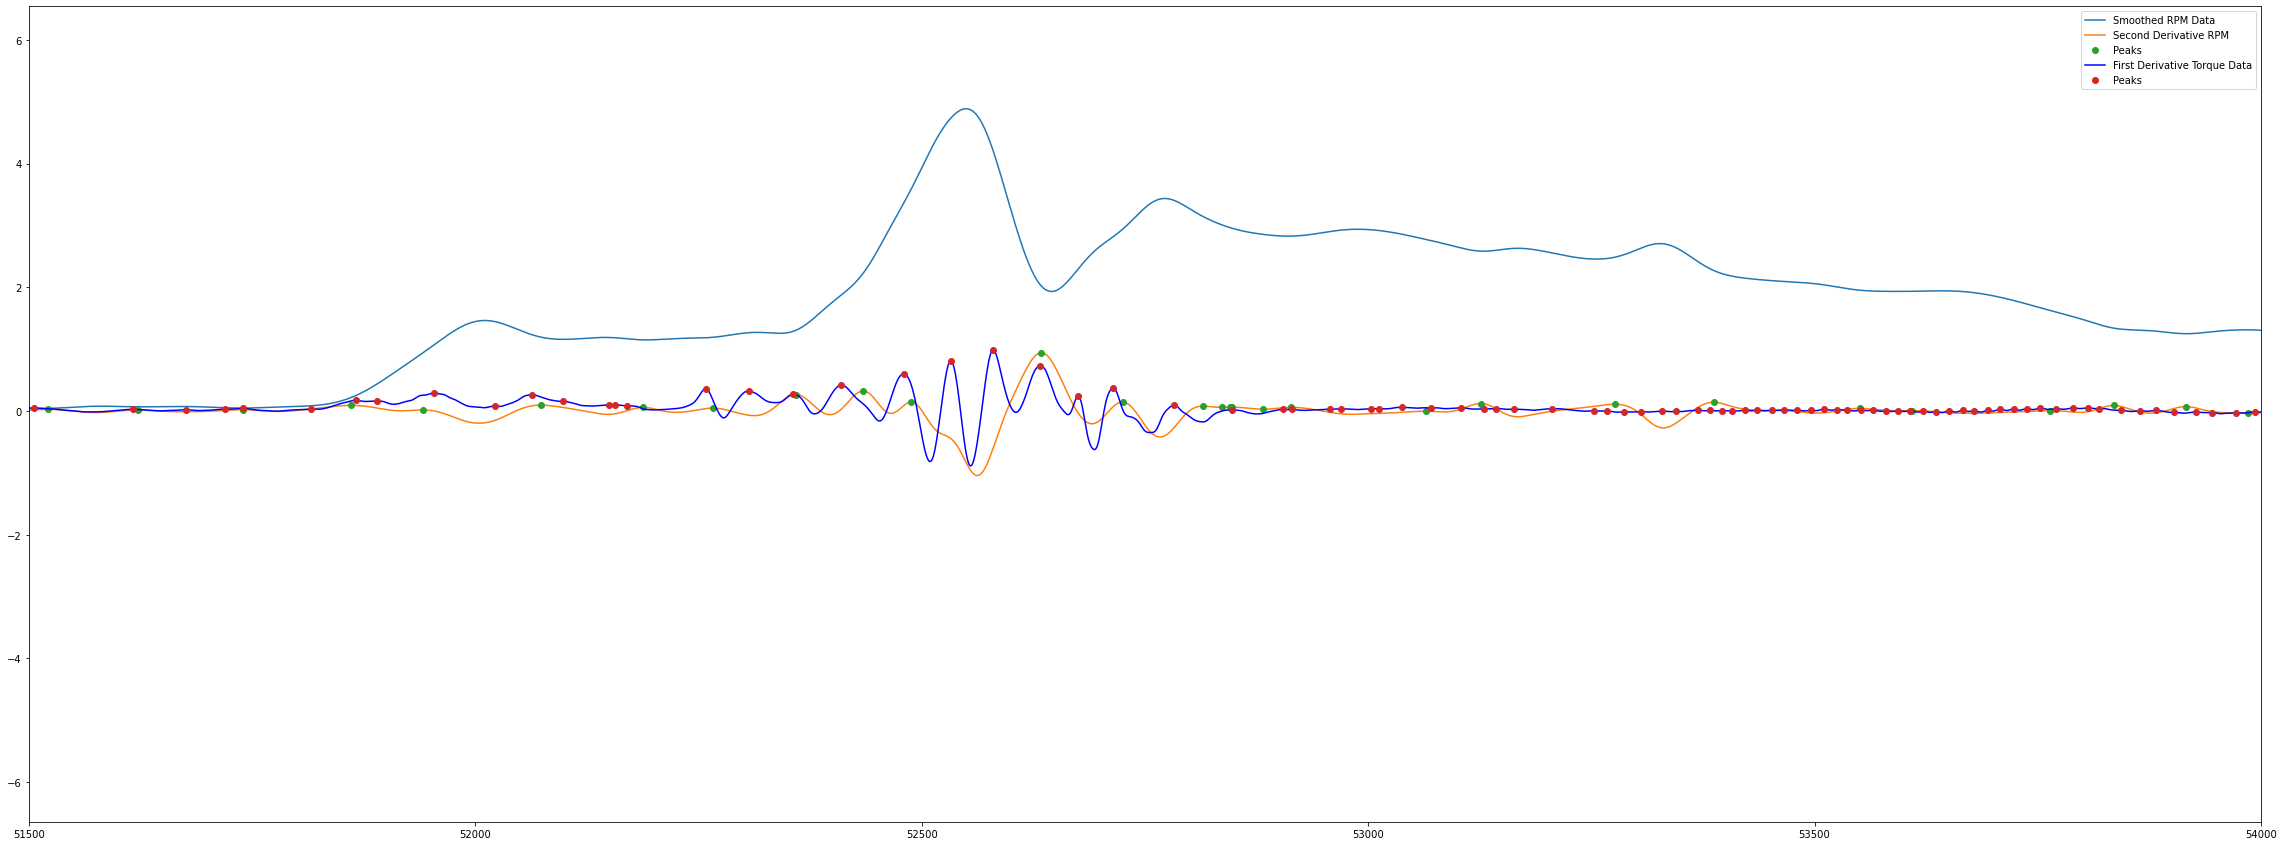 6
4
2
0
−2
−4
−6
51500
52000
52500
53000
53500
54000
Smoothed RPM Data
Second Derivative RPM
Peaks
First Derivative Torque Data
Peaks